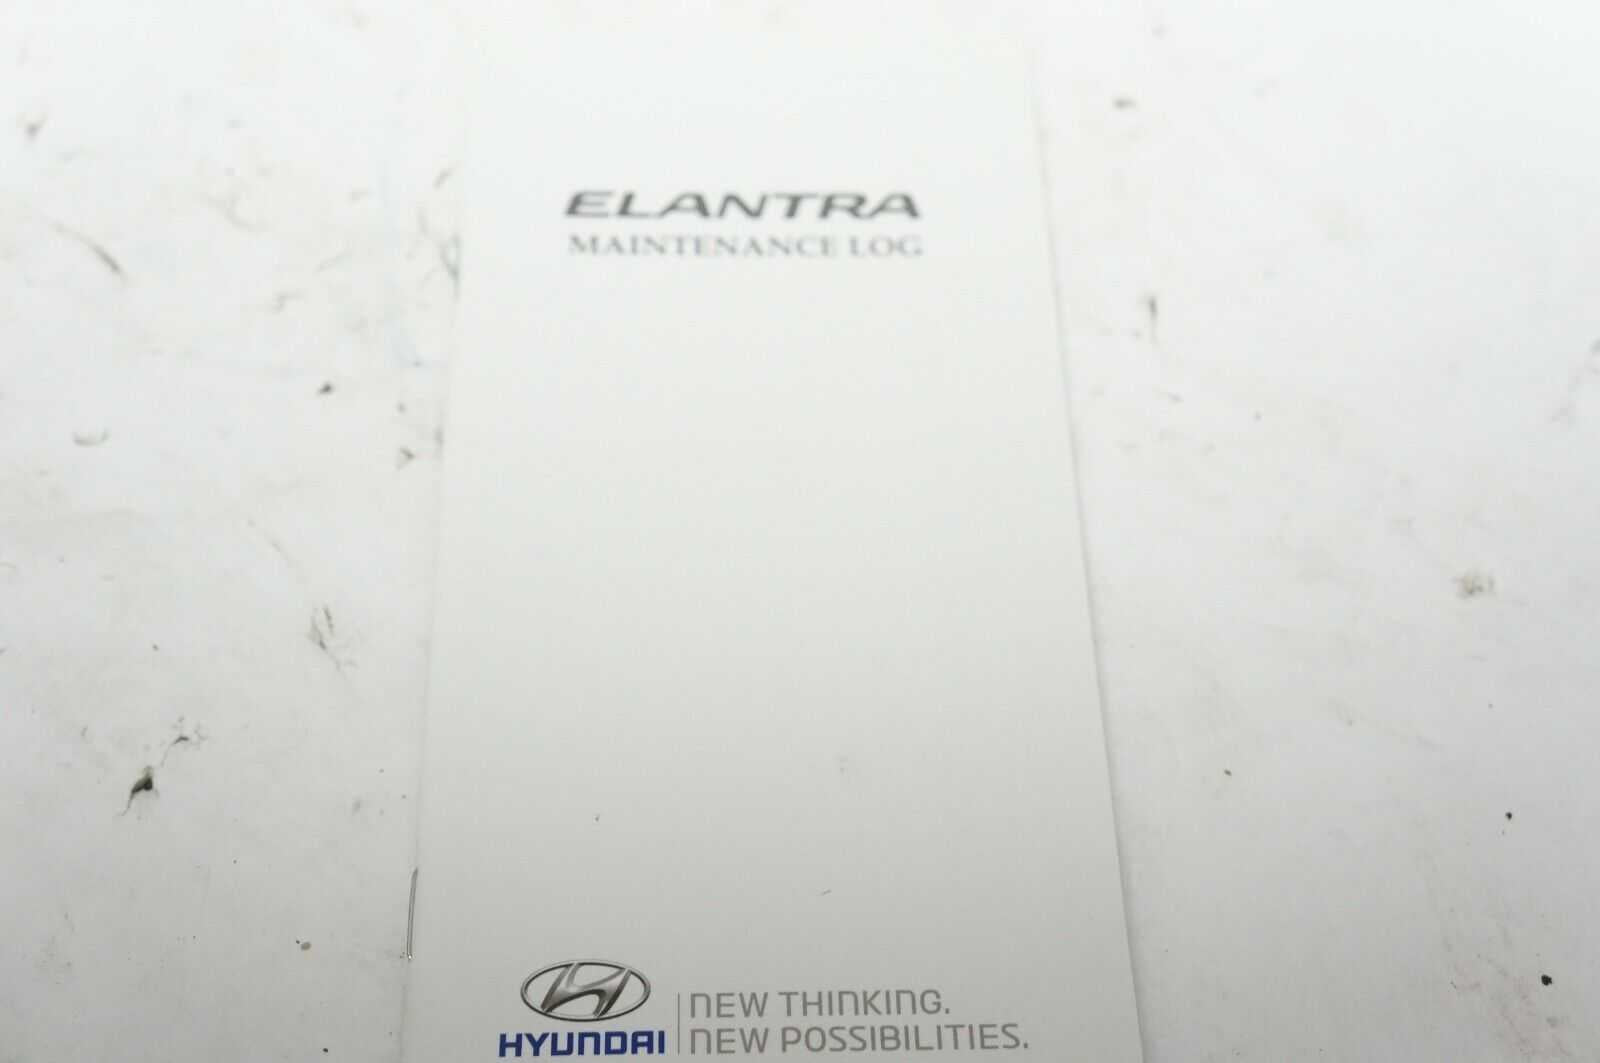 ELANTRA
MAINTENANCE LOG
HYUNDAI
NEW THINKING.
NEW POSSIBILITIES.